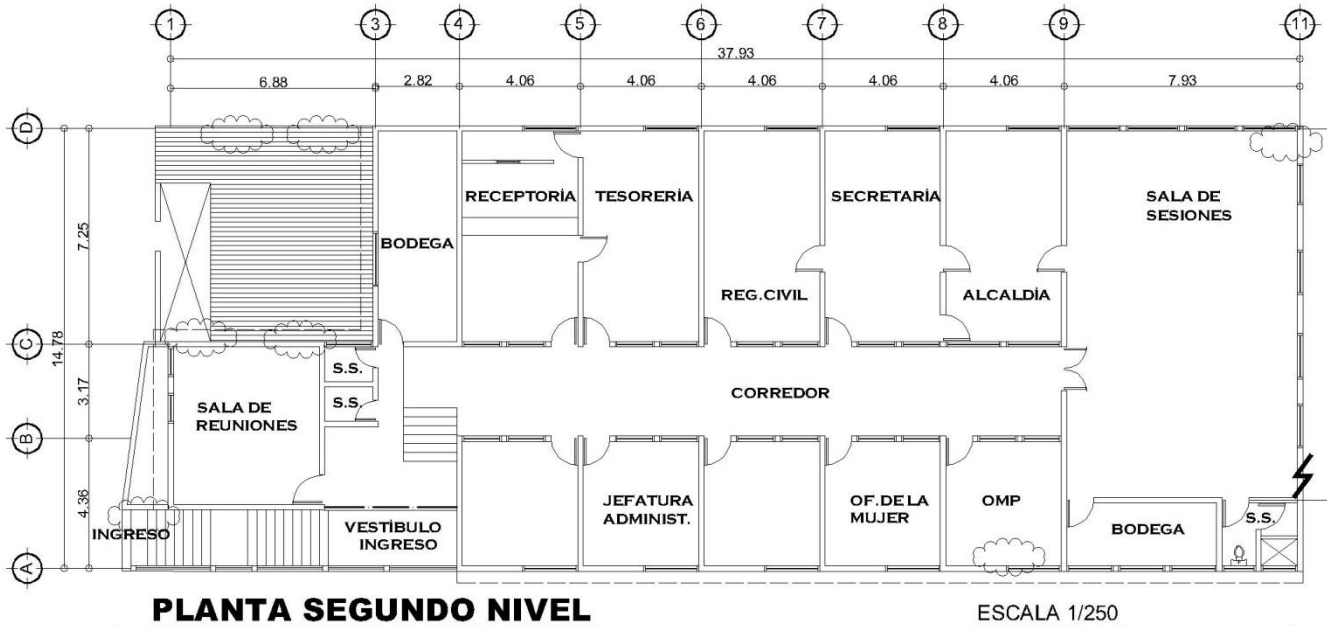 1 3 4 5 6 7 8 9 11
37.93
6.88 2.82 4.06 4.06 4.06 4.06 4.06 7.93
D
RECEPTORÍA TESORERÍA SECRETARÍA SALA DE
SESIONES
7.25
BODEGA
REG.CIVIL ALCALDÍA
C
14.78
S.S.
3.17
S.S.
CORREDOR
SALA DE
REUNIONES
B
4.36
JEFATURA
ADMINIST.
OF.DE LA
MUJER
OMP
INGRESO
VESTÍBULO
INGRESO
BODEGA
S.S.
A
PLANTA SEGUNDO NIVEL
ESCALA 1/250